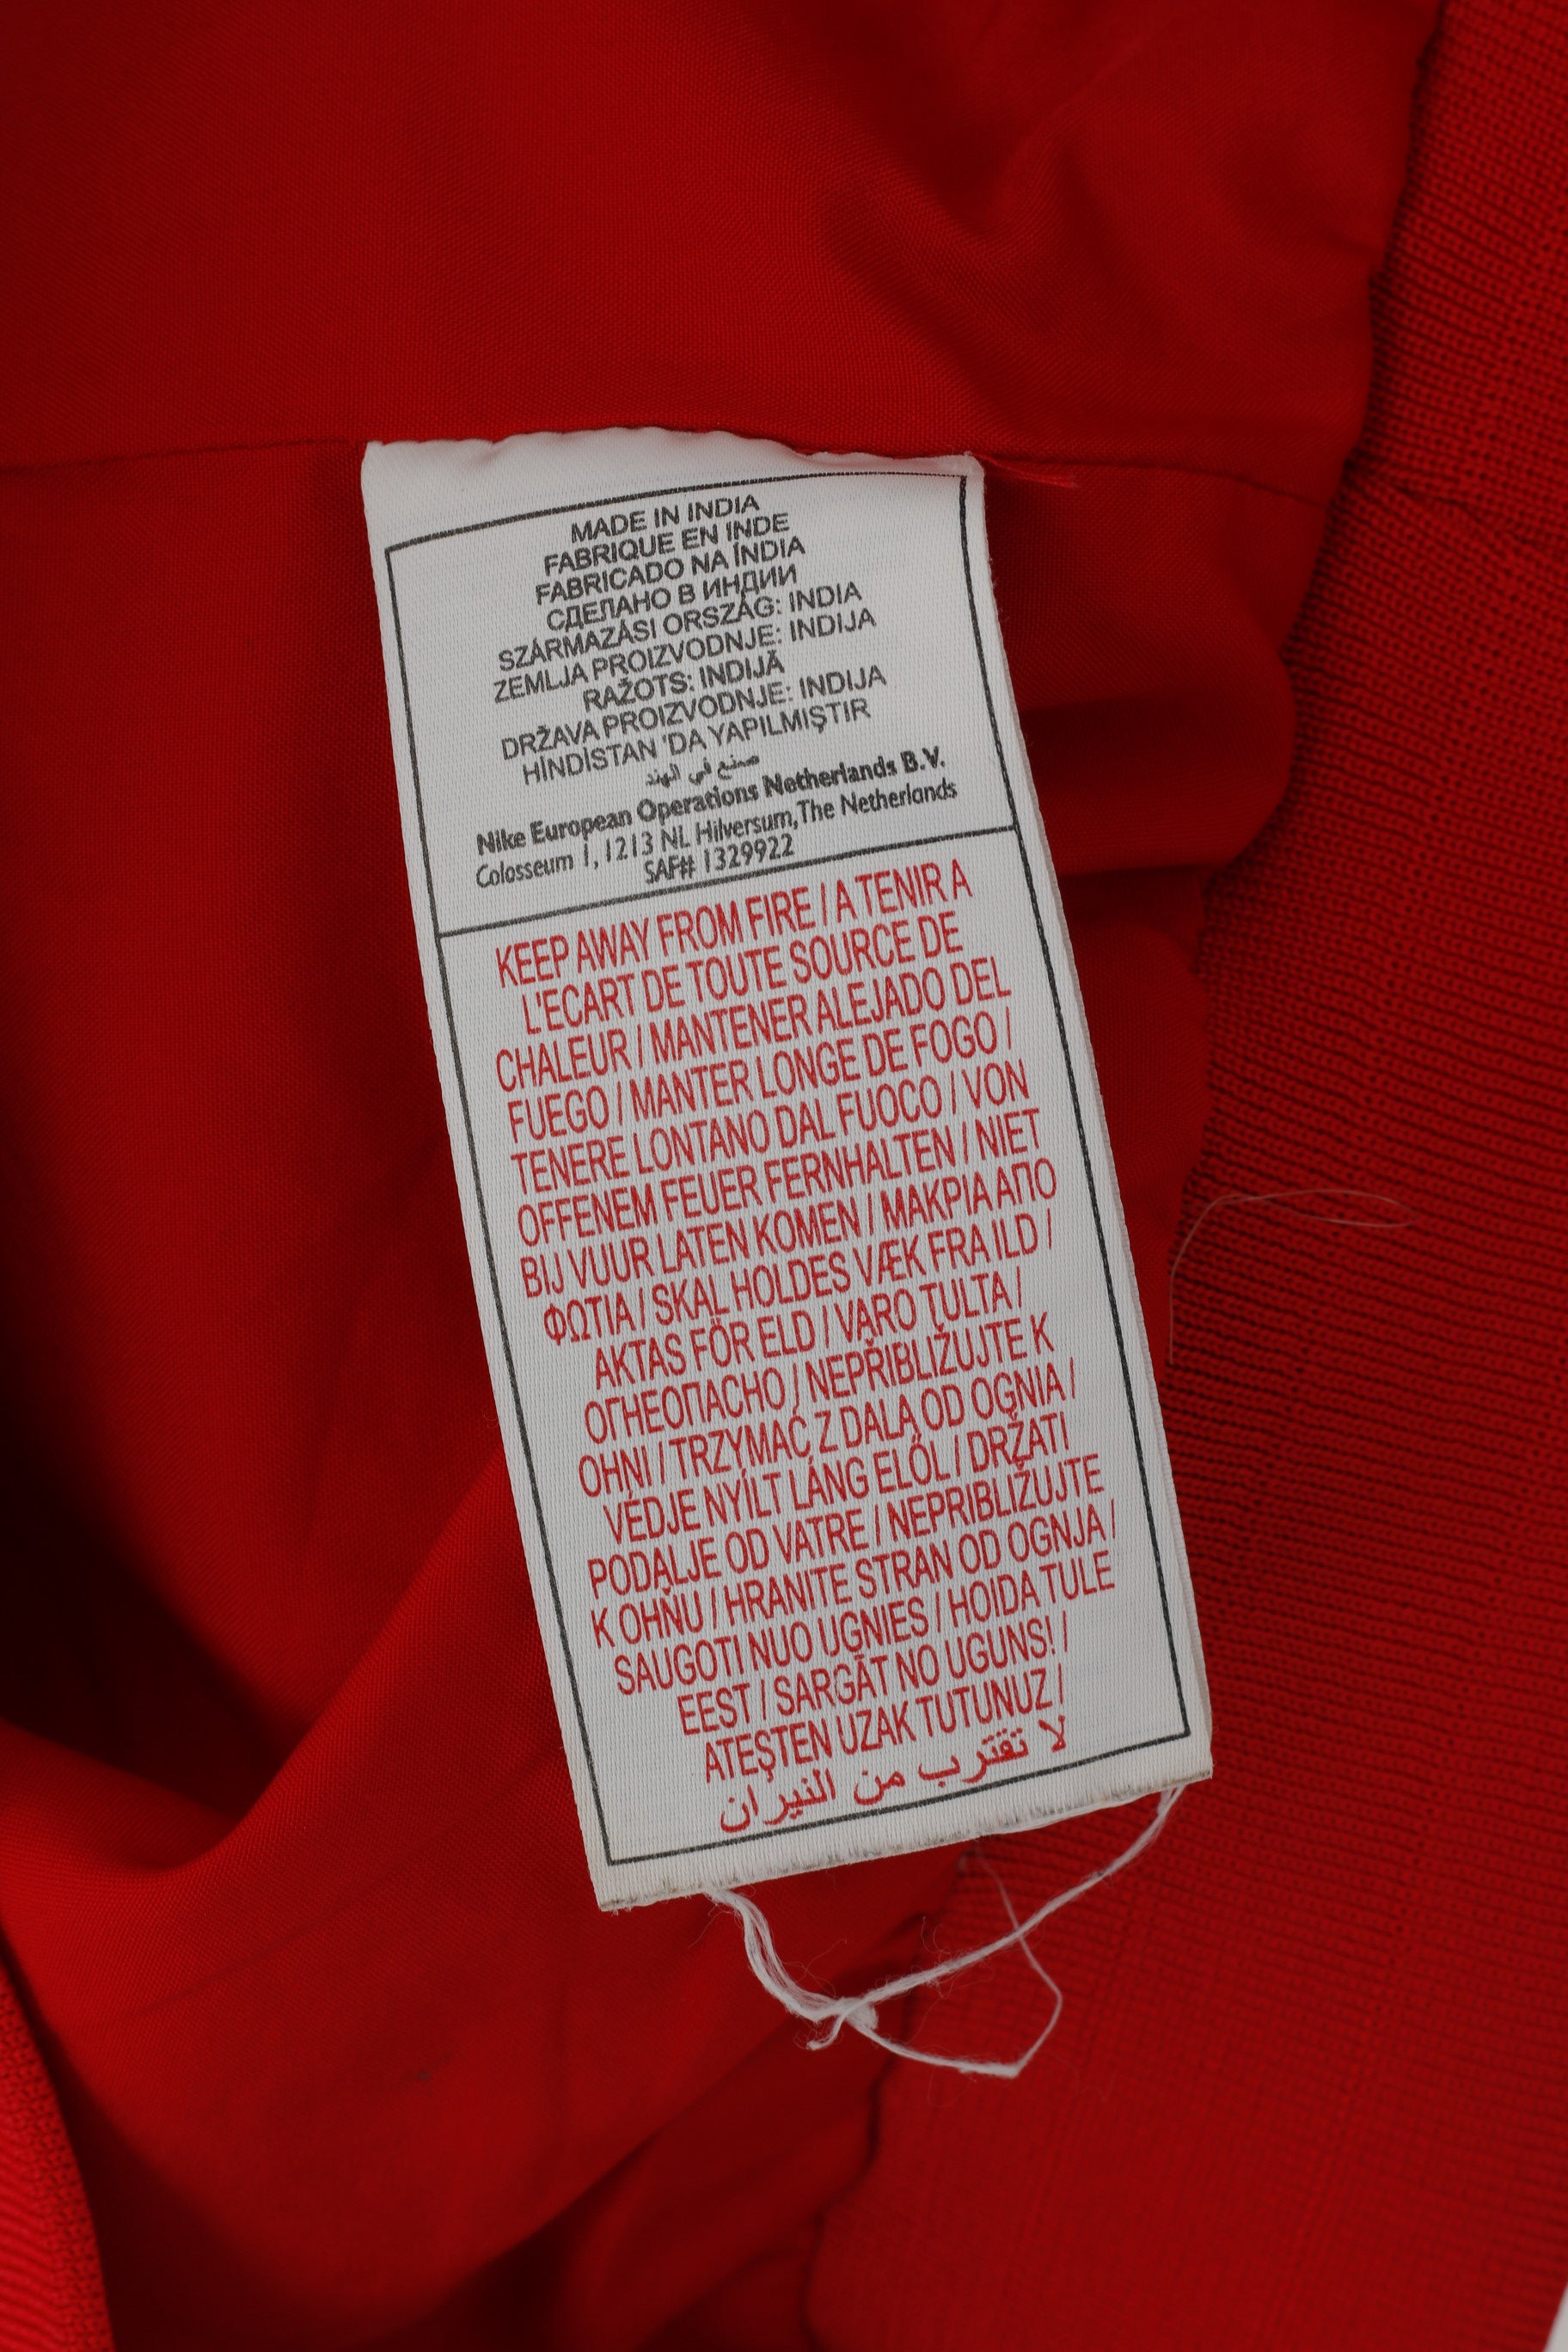 MADE IN INDIA
FABRIQUE EN INDE
FABRICADO NA ÍNDIA
СДЕЛАНО В ИНДИИ
SZÁRMAZÁSI ORSZÁG: INDIA
ZEMLJA PROIZVODNJE: INDIJA
RAŽOTS: INDIJĀ
DRŽAVA PROIZVODNJE: INDIJA
HİNDİSTAN 'DA YAPILMIŞTIR
صنع في الهند
Nike European Operations Netherlands B.V.
Colosseum 1, 1213 NL Hilversum, The Netherlands
SAF# 1329922
KEEP AWAY FROM FIRE / A TENIR A
L'ECART DE TOUTE SOURCE DE
CHALEUR / MANTENER ALEJADO DEL
FUEGO / MANTER LONGE DE FOGO /
TENERE LONTANO DAL FUOCO / VON
OFFENEM FEUER FERNHALTEN / NIET
BIJ VUUR LATEN KOMEN / ΜΑΚΡΙΑ ΑΠΟ
ΦΩΤΙΑ / SKAL HOLDES VÆK FRA ILD /
AKTAS FÖR ELD / VARO TULTA /
ОГНЕОПАСНО / NEPŘIBLIŽUJTE K
OHNI / TRZYMAĆ Z DALA OD OGNIA /
VÉDJE NYÍLT LÁNG ELŐL / DRŽATI
PODALJE OD VATRE / NEPRIBLIŽUJTE
K OHŇU / HRANITE STRAN OD OGNJA /
SAUGOTI NUO UGNIES / HOIDA TULE
EEST / SARGĀT NO UGUNS! /
ATEŞTEN UZAK TUTUNUZ /
لا تقترب من النيران